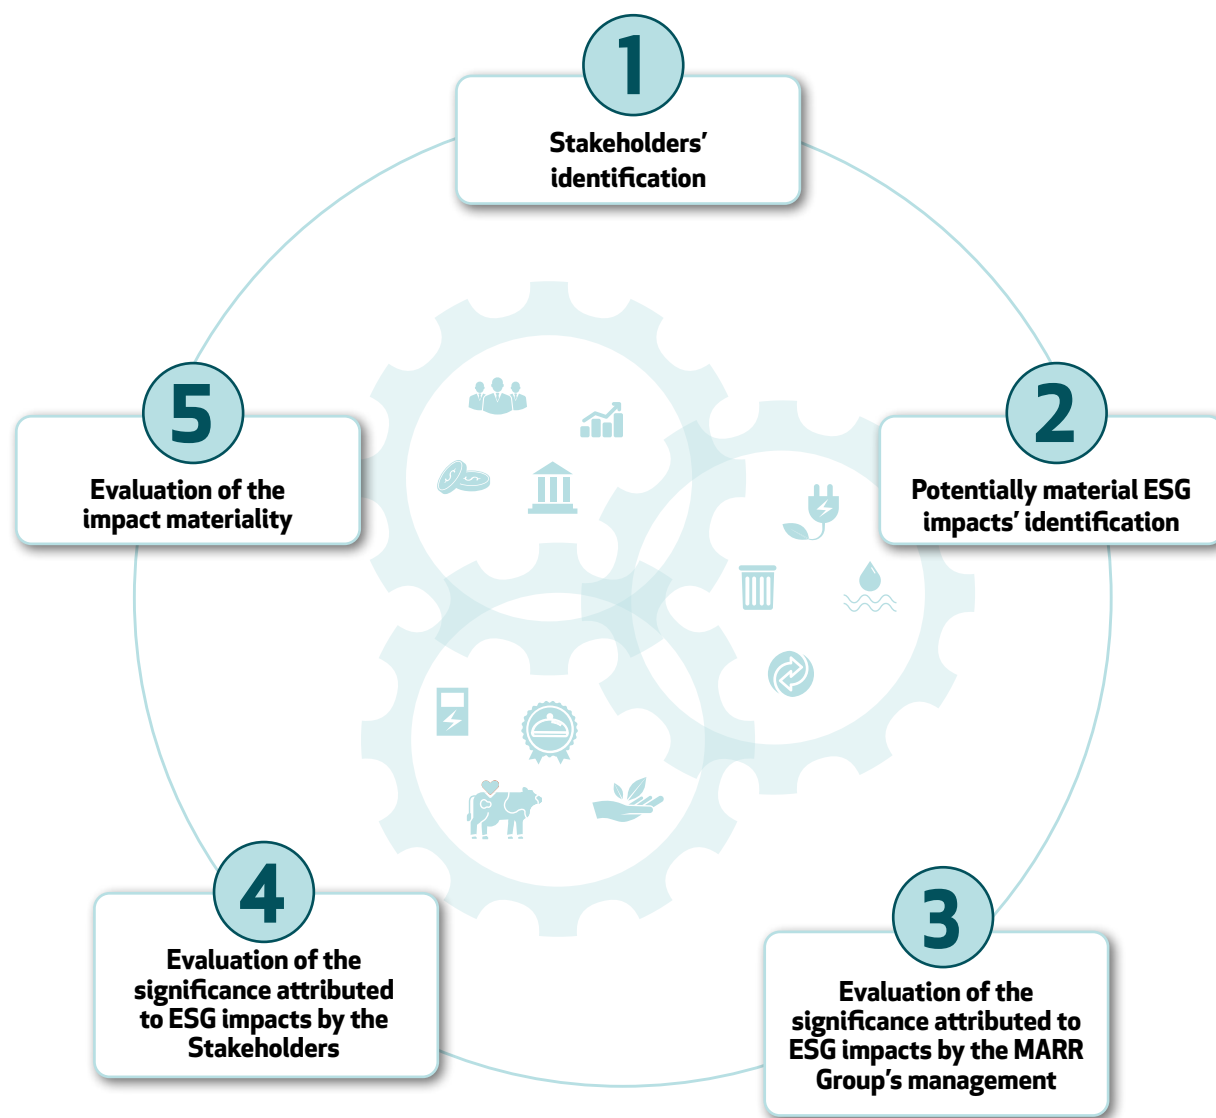 1
Stakeholders’
identification
2
Potentially material ESG
impacts’ identification
3
Evaluation of the
significance attributed to
ESG impacts by the MARR
Group’s management
4
Evaluation of the
significance attributed
to ESG impacts by the
Stakeholders
5
Evaluation of the
impact materiality